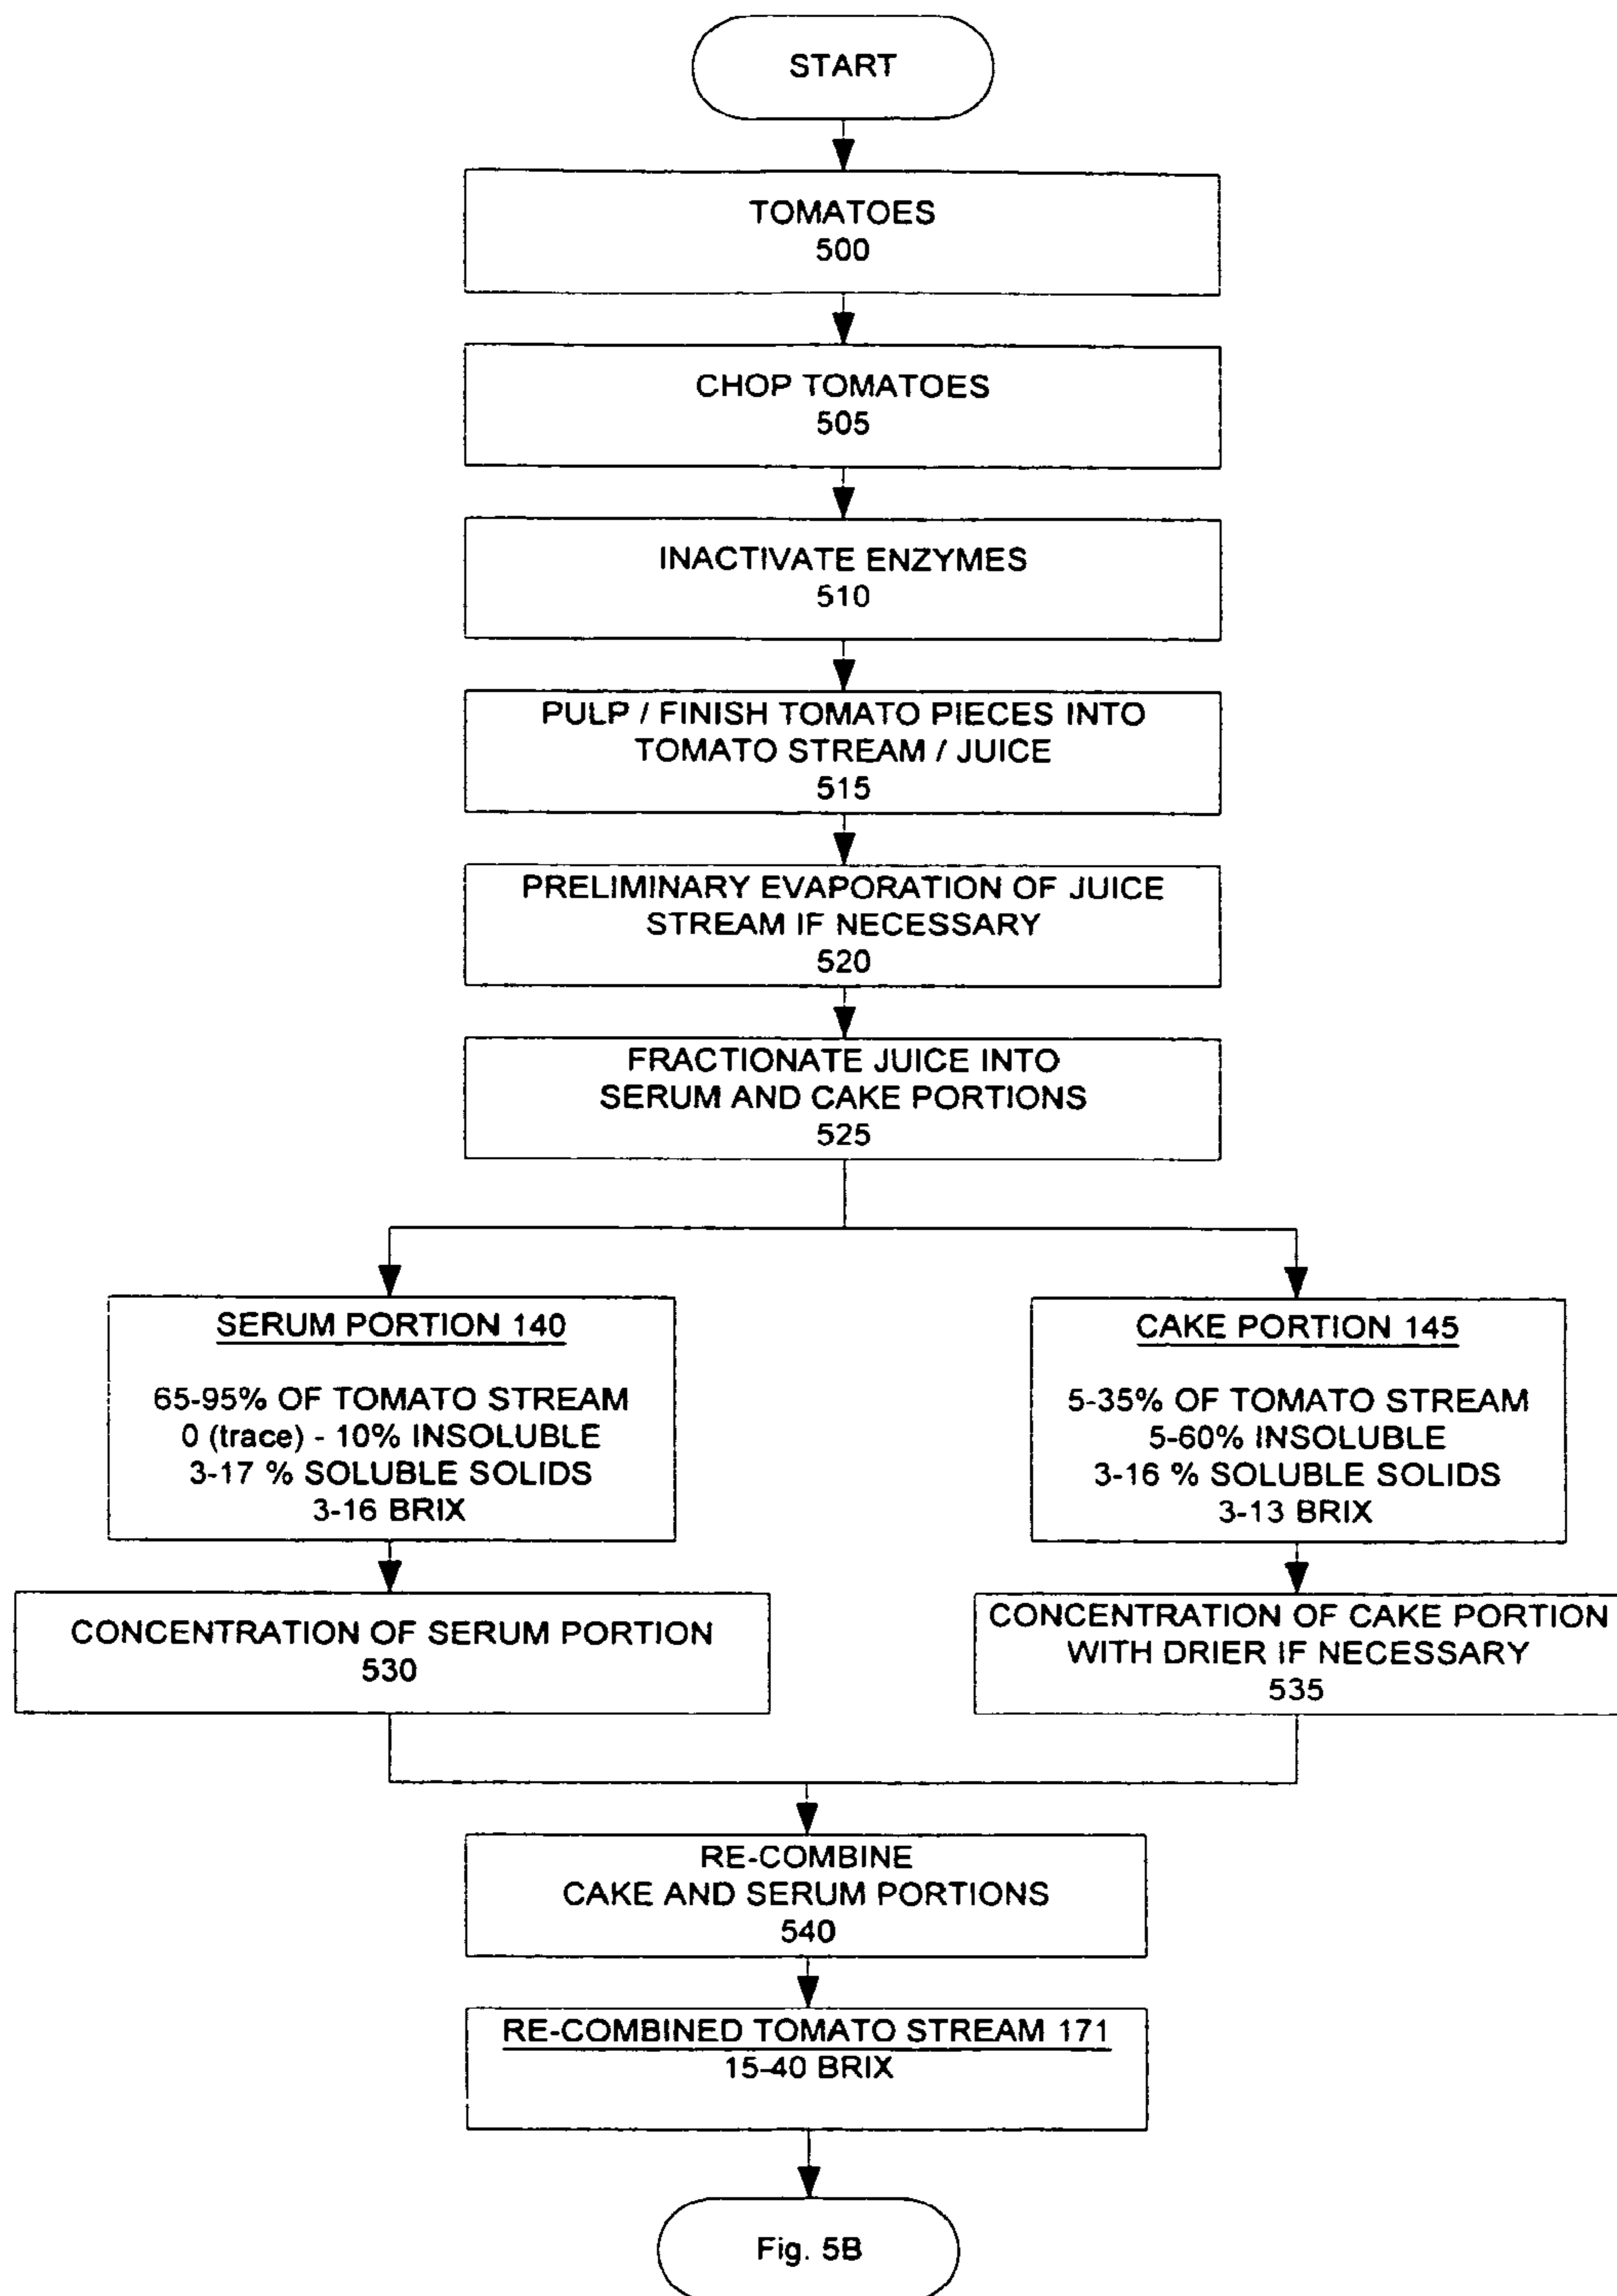 START
TOMATOES
500
CHOP TOMATOES
505
INACTIVATE ENZYMES
510
PULP / FINISH TOMATO PIECES INTO
TOMATO STREAM / JUICE
515
PRELIMINARY EVAPORATION OF JUICE
STREAM IF NECESSARY
520
FRACTIONATE JUICE INTO
SERUM AND CAKE PORTIONS
525
SERUM PORTION 140
65-95% OF TOMATO STREAM
0 (trace) - 10% INSOLUBLE
3-17 % SOLUBLE SOLIDS
3-16 BRIX
CAKE PORTION 145
5-35% OF TOMATO STREAM
5-60% INSOLUBLE
3-16 % SOLUBLE SOLIDS
3-13 BRIX
CONCENTRATION OF SERUM PORTION
530
CONCENTRATION OF CAKE PORTION
WITH DRIER IF NECESSARY
535
RE-COMBINE
CAKE AND SERUM PORTIONS
540
RE-COMBINED TOMATO STREAM 171
15-40 BRIX
Fig. 5B